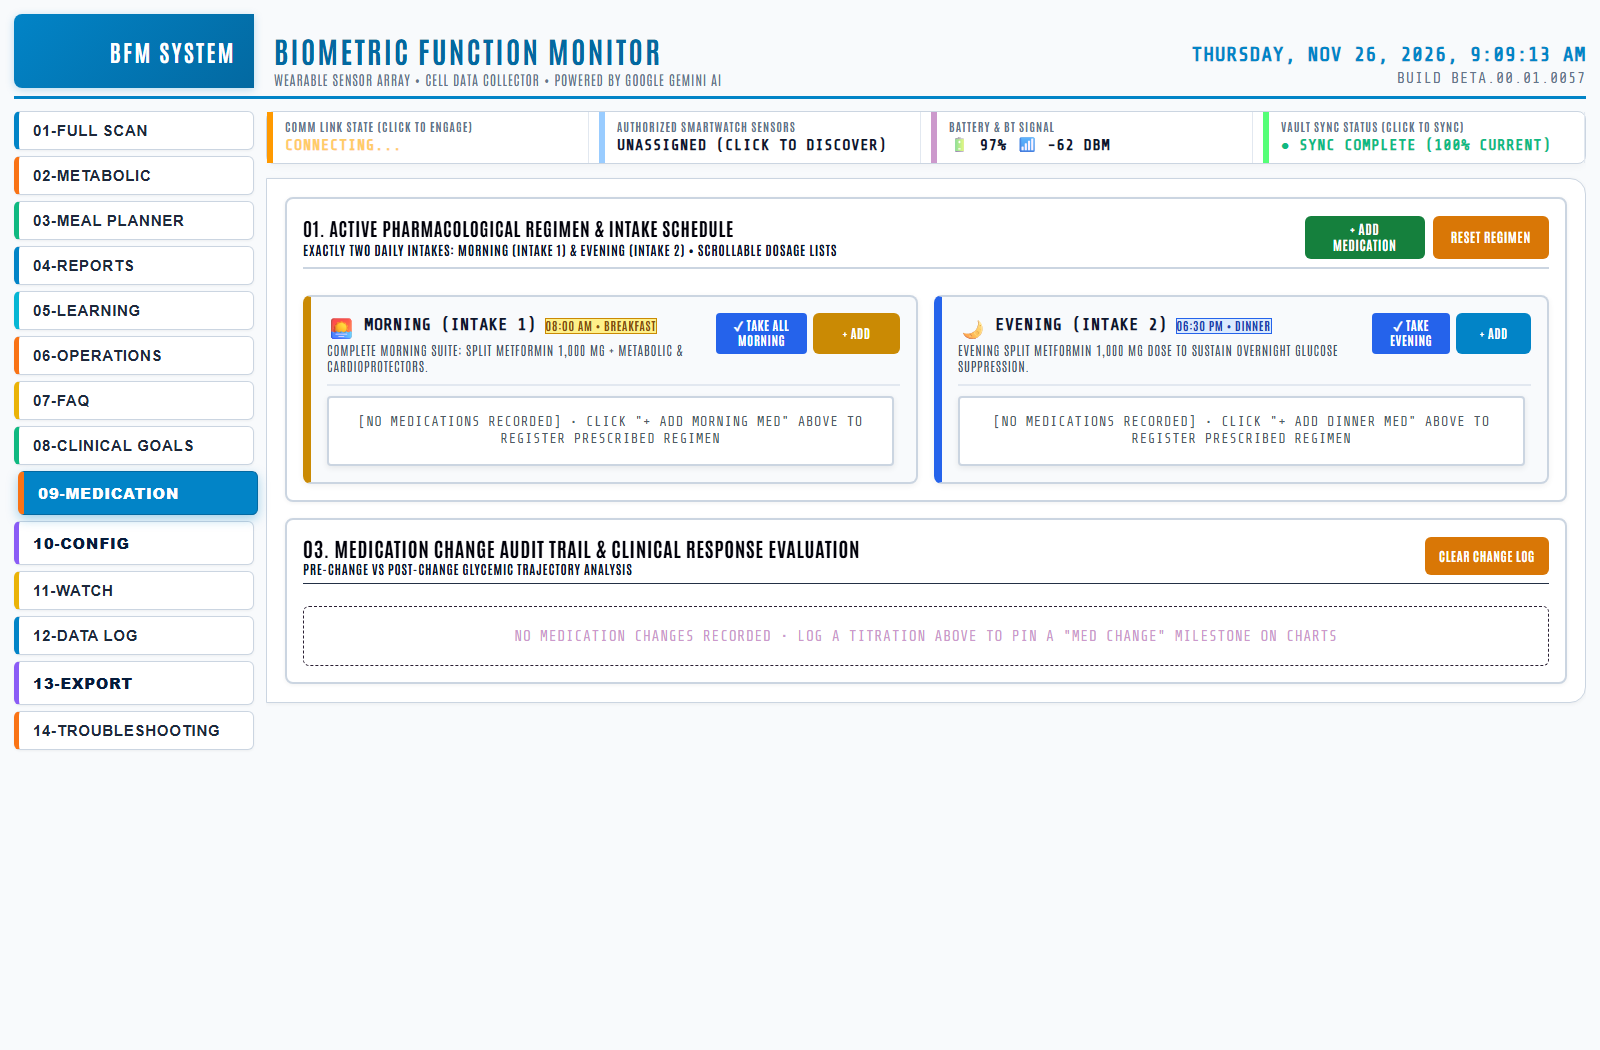 BFM SYSTEM
BIOMETRIC FUNCTION MONITOR
WEARABLE SENSOR ARRAY • CELL DATA COLLECTOR • POWERED BY GOOGLE GEMINI AI
THURSDAY, NOV 26, 2026, 9:09:13 AM
BUILD BETA.00.01.0057
01-FULL SCAN
02-METABOLIC
03-MEAL PLANNER
04-REPORTS
05-LEARNING
06-OPERATIONS
07-FAQ
08-CLINICAL GOALS
09-MEDICATION
10-CONFIG
11-WATCH
12-DATA LOG
13-EXPORT
14-TROUBLESHOOTING
COMM LINK STATE (CLICK TO ENGAGE)
CONNECTING...
AUTHORIZED SMARTWATCH SENSORS
UNASSIGNED (CLICK TO DISCOVER)
BATTERY & BT SIGNAL
🔋 97% 📶 -62 DBM
VAULT SYNC STATUS (CLICK TO SYNC)
● SYNC COMPLETE (100% CURRENT)
01. ACTIVE PHARMACOLOGICAL REGIMEN & INTAKE SCHEDULE
EXACTLY TWO DAILY INTAKES: MORNING (INTAKE 1) & EVENING (INTAKE 2) • SCROLLABLE DOSAGE LISTS
+ ADD
MEDICATION
RESET REGIMEN
🌅 MORNING (INTAKE 1) 08:00 AM • BREAKFAST
COMPLETE MORNING SUITE: SPLIT METFORMIN 1,000 MG + METABOLIC &
CARDIOPROTECTORS.
✓ TAKE ALL
MORNING
+ ADD
[NO MEDICATIONS RECORDED] · CLICK "+ ADD MORNING MED" ABOVE TO
REGISTER PRESCRIBED REGIMEN
🌙 EVENING (INTAKE 2) 06:30 PM • DINNER
EVENING SPLIT METFORMIN 1,000 MG DOSE TO SUSTAIN OVERNIGHT GLUCOSE
SUPPRESSION.
✓ TAKE
EVENING
+ ADD
[NO MEDICATIONS RECORDED] · CLICK "+ ADD DINNER MED" ABOVE TO
REGISTER PRESCRIBED REGIMEN
03. MEDICATION CHANGE AUDIT TRAIL & CLINICAL RESPONSE EVALUATION
PRE-CHANGE VS POST-CHANGE GLYCEMIC TRAJECTORY ANALYSIS
CLEAR CHANGE LOG
NO MEDICATION CHANGES RECORDED · LOG A TITRATION ABOVE TO PIN A "MED CHANGE" MILESTONE ON CHARTS